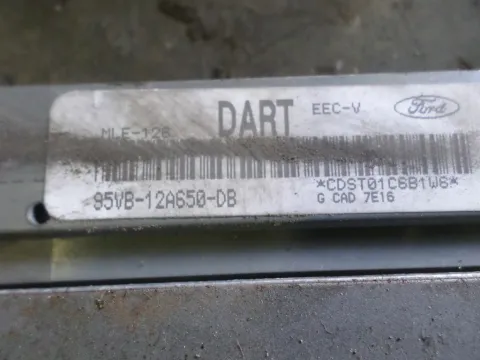 DART EEC-V Ford
MLE-126
95VB-12A650-DB *CDST01C6B1W6*
G CAD 7E16